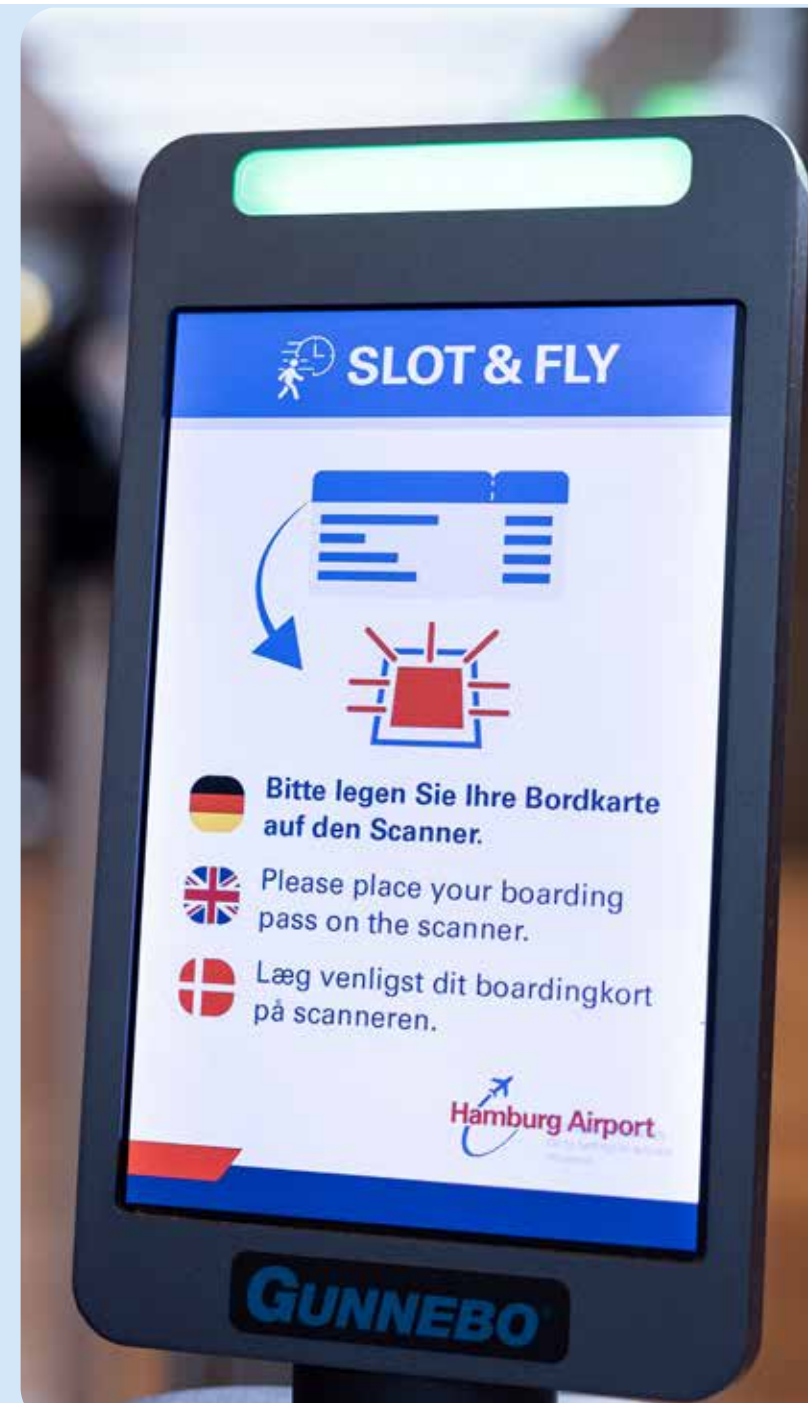 SLOT & FLY
Bitte legen Sie Ihre Bordkarte
auf den Scanner.
Please place your boarding
pass on the scanner.
Læg venligst dit boardingkort
på scanneren.
Hamburg Airport
GUNNEBO